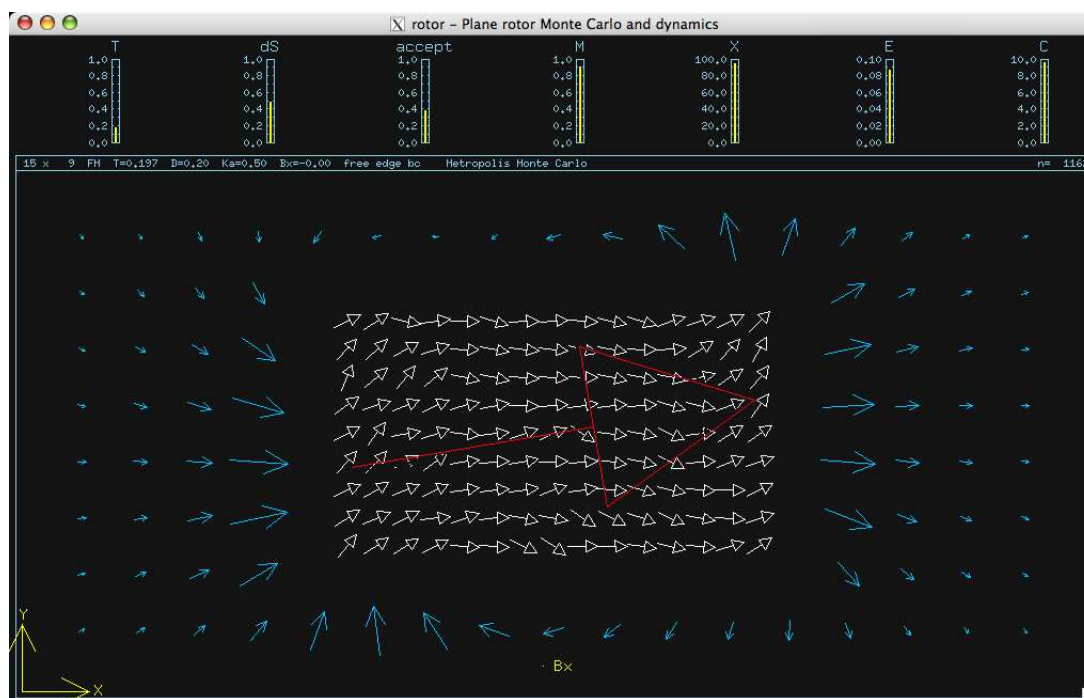 X rotor – Plane rotor Monte Carlo and dynamics
T dS accept M X E C
1.0 1.0 1.0 1.0 100.0 0.10 10.0
0.8 0.8 0.8 0.8 80.0 0.08 8.0
0.6 0.6 0.6 0.6 60.0 0.06 6.0
0.4 0.4 0.4 0.4 40.0 0.04 4.0
0.2 0.2 0.2 0.2 20.0 0.02 2.0
0.0 0.0 0.0 0.0 0.0 0.00 0.0
15 x 9 FM T=0.197 D=0.20 Ka=0.50 Bx=-0.00 free edge bc Metropolis Monte Carlo n= 1162
Y
Bx
X